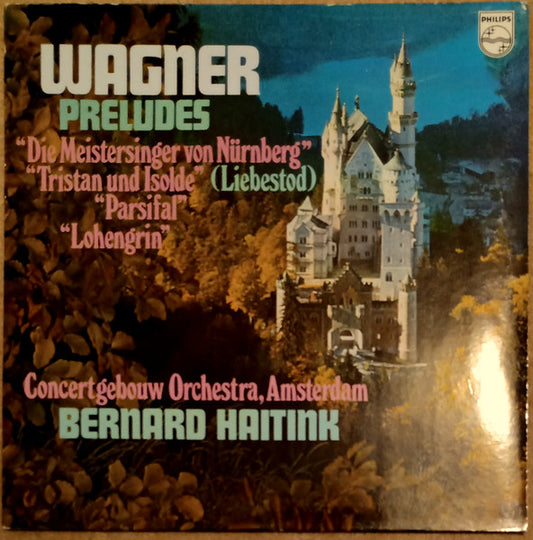 PHILIPS
WAGNER
PRELUDES
“Die Meistersinger von Nürnberg”
“Tristan und Isolde” (Liebestod)
“Parsifal”
“Lohengrin”
Concertgebouw Orchestra, Amsterdam
BERNARD HAITINK